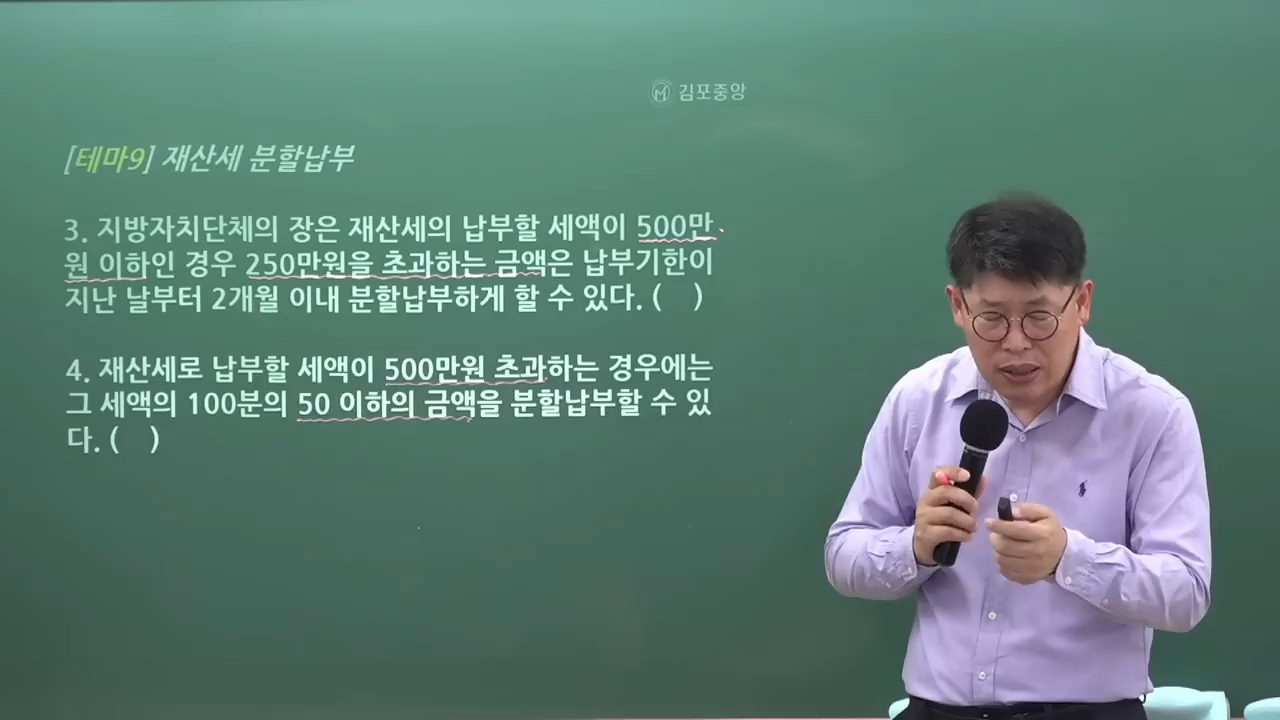 김포중앙
[테마9] 재산세 분할납부
3. 지방자치단체의 장은 재산세의 납부할 세액이 500만
원 이하인 경우 250만원을 초과하는 금액은 납부기한이
지난 날부터 2개월 이내 분할납부하게 할 수 있다. ( )
4. 재산세로 납부할 세액이 500만원 초과하는 경우에는
그 세액의 100분의 50 이하의 금액을 분할납부할 수 있
다. ( )